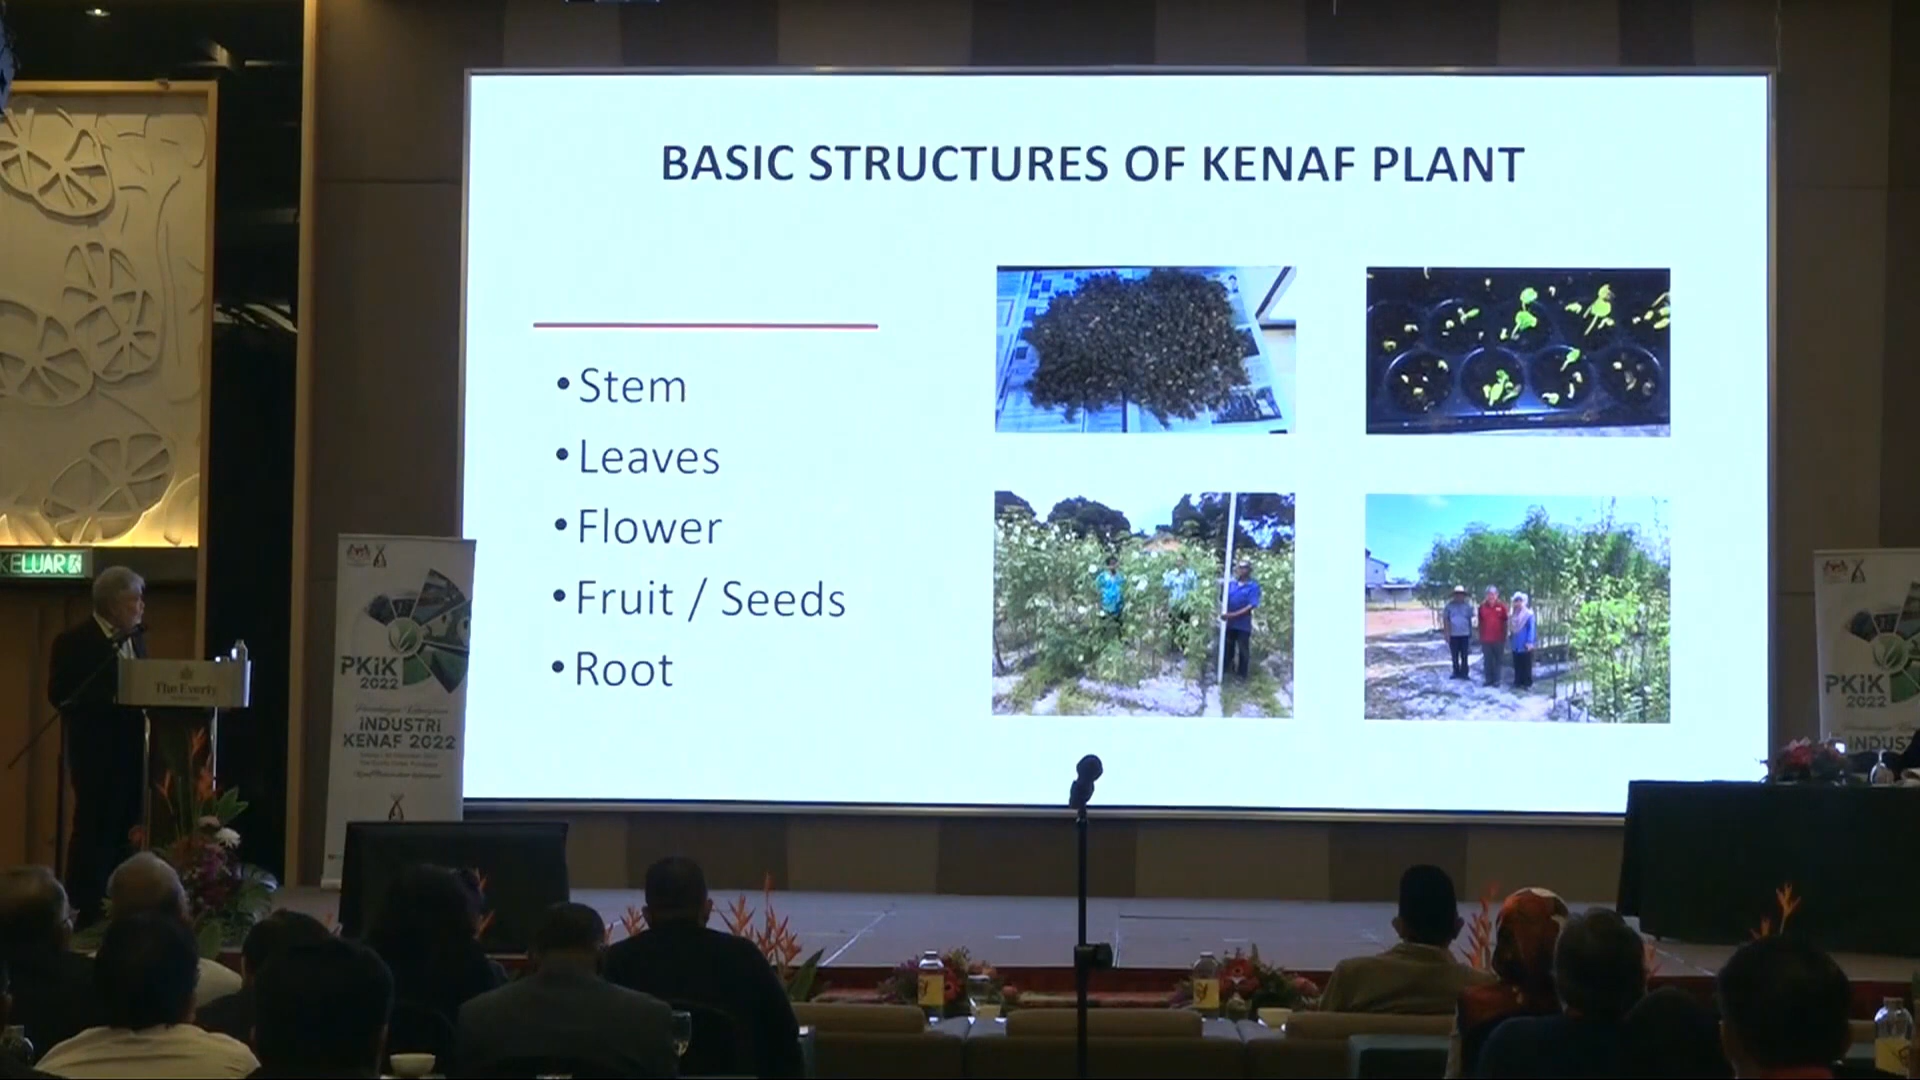 BASIC STRUCTURES OF KENAF PLANT
• Stem
• Leaves
• Flower
• Fruit / Seeds
• Root
KELUAR
The Everly
PKiK
2022
INDUSTRI
KENAF 2022
PKiK
2022